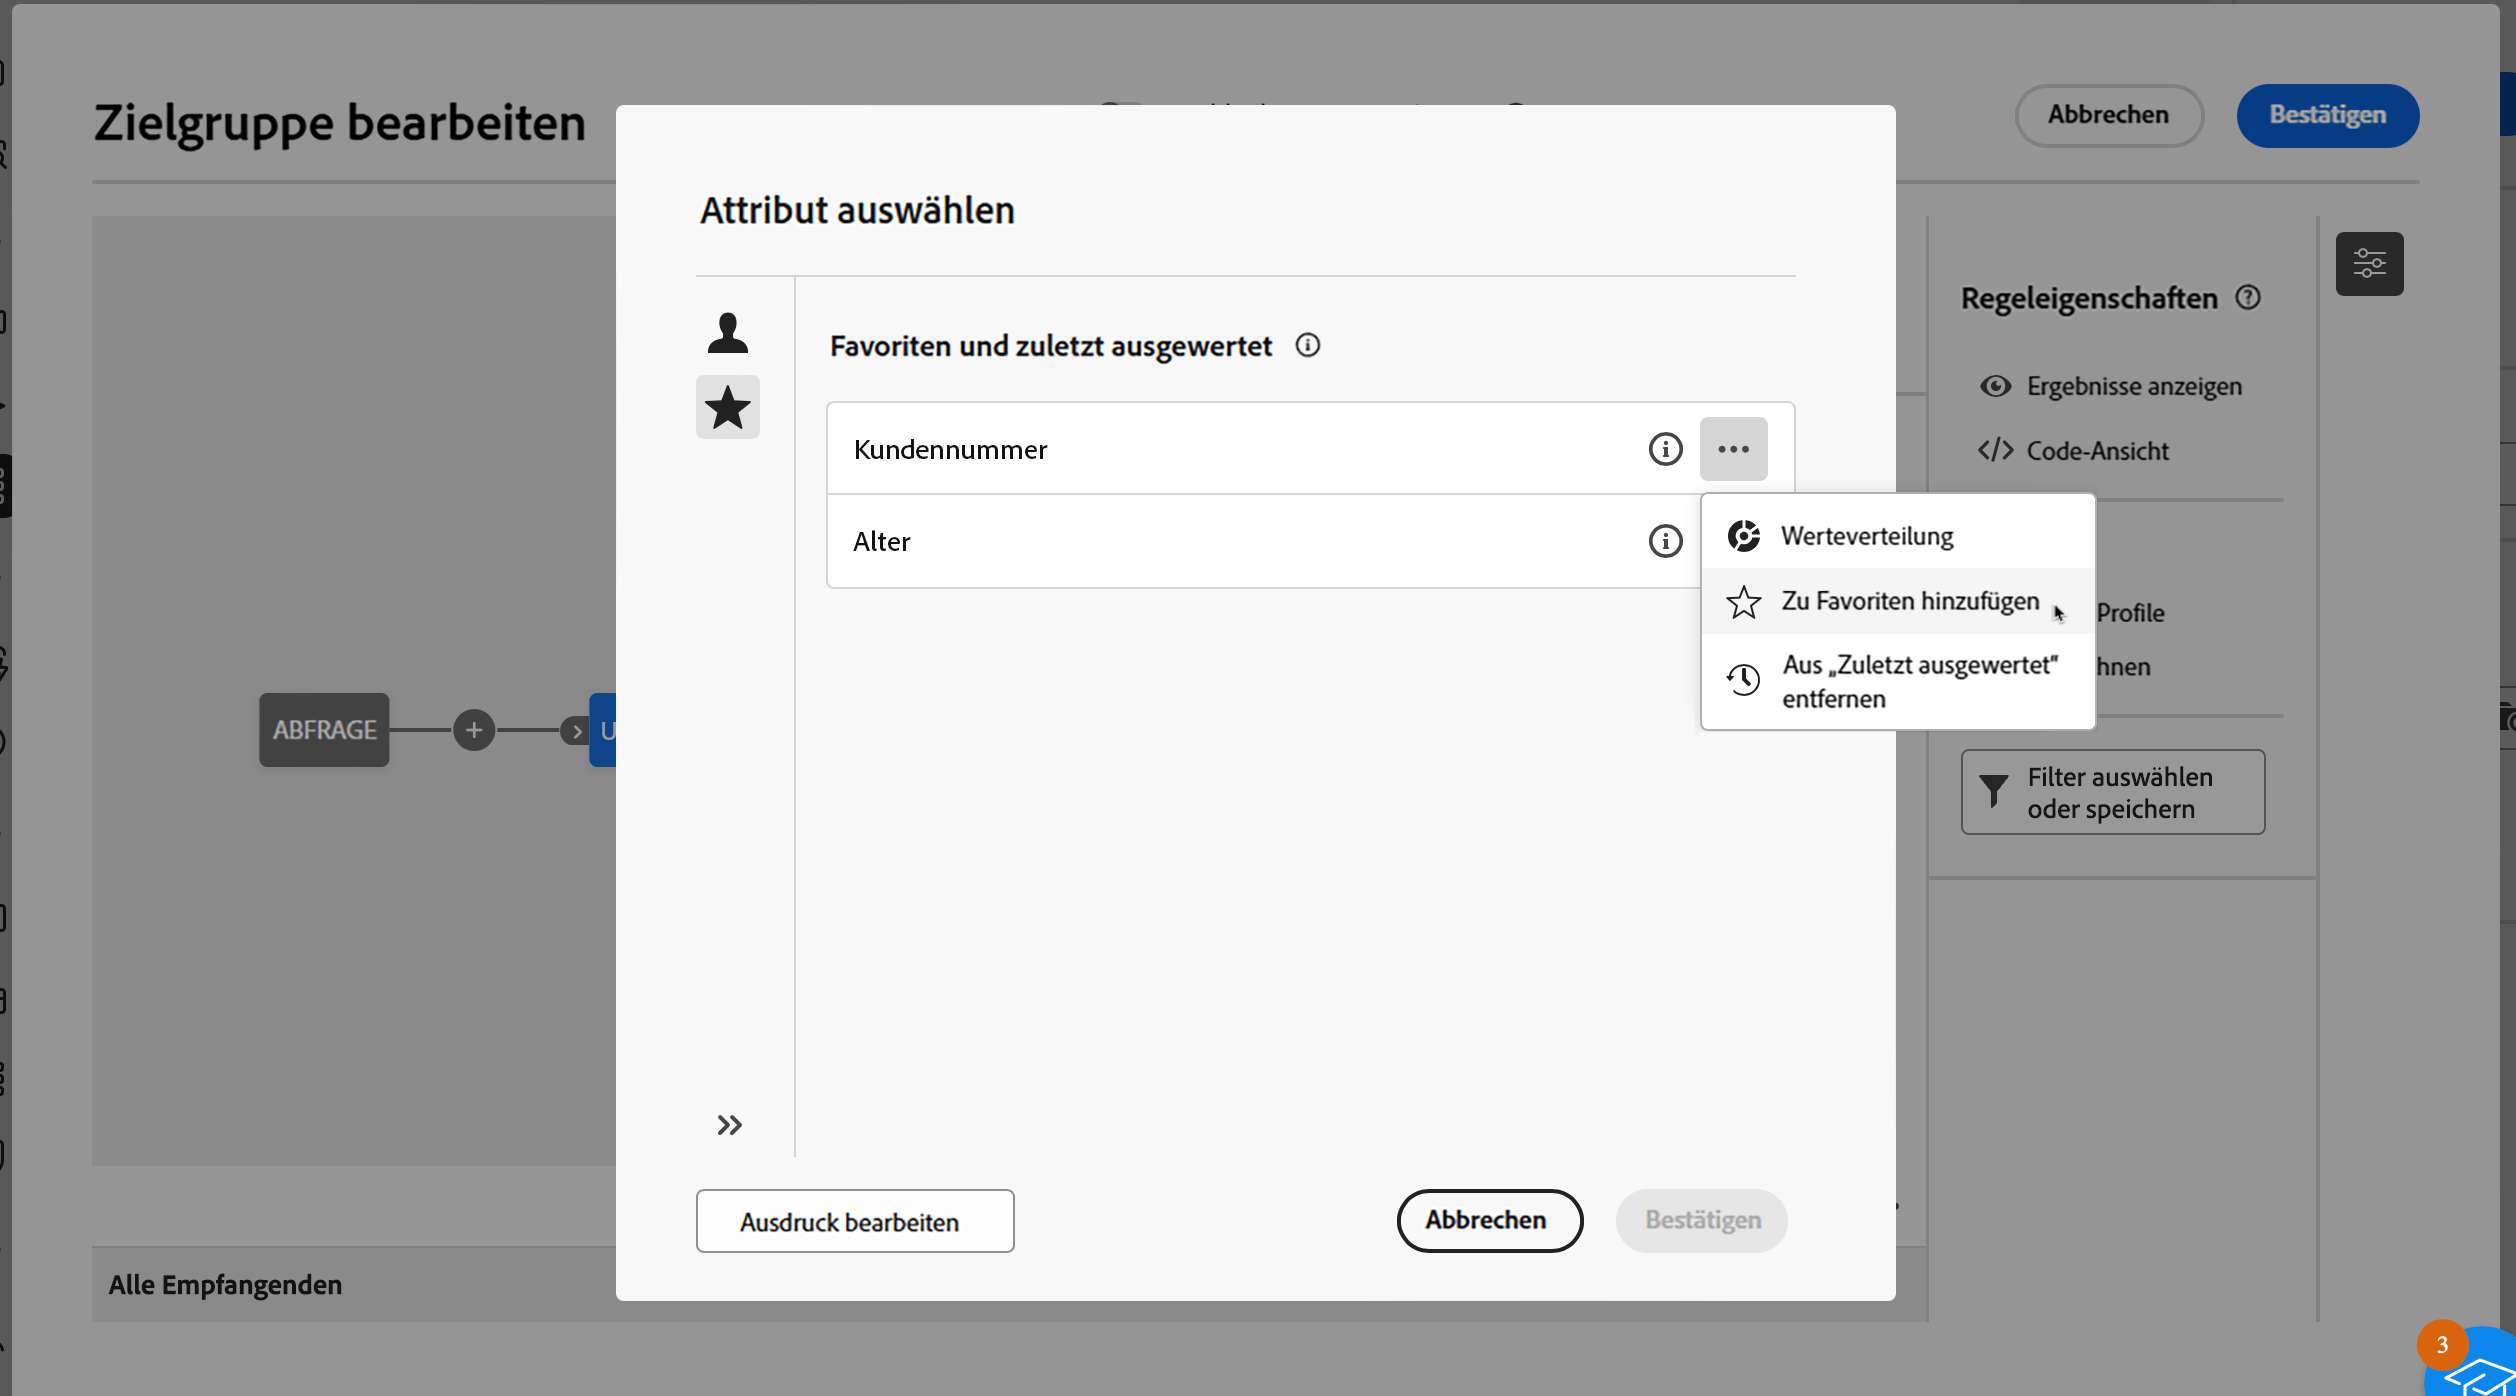 Zielgruppe bearbeiten
Abbrechen
Bestätigen
Attribut auswählen
Favoriten und zuletzt ausgewertet
Kundennummer
Alter
Werteverteilung
Zu Favoriten hinzufügen
Aus „Zuletzt ausgewertet“
entfernen
Regeleigenschaften
Ergebnisse anzeigen
Code-Ansicht
Profile
hnen
Filter auswählen
oder speichern
ABFRAGE
U
Ausdruck bearbeiten
Abbrechen
Bestätigen
Alle Empfangenden
3